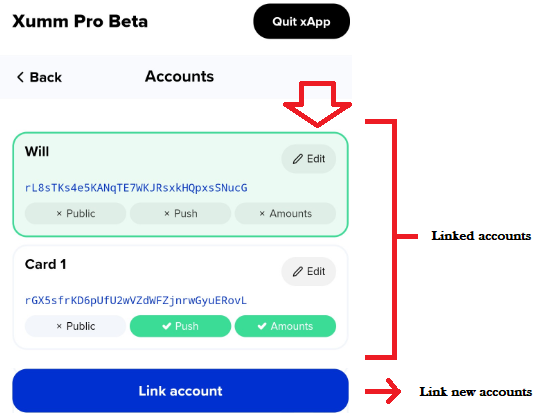 Xumm Pro Beta
Quit xApp
Back
Accounts
Will
Edit
rL8sTKs4e5KANqTE7WKJRsxkHQpxsSNucG
× Public
× Push
× Amounts
Linked accounts
Card 1
Edit
rGX5sfrKD6pUfU2wVZdWFZjnrwGyuERovL
× Public
Push
Amounts
Link account
Link new accounts